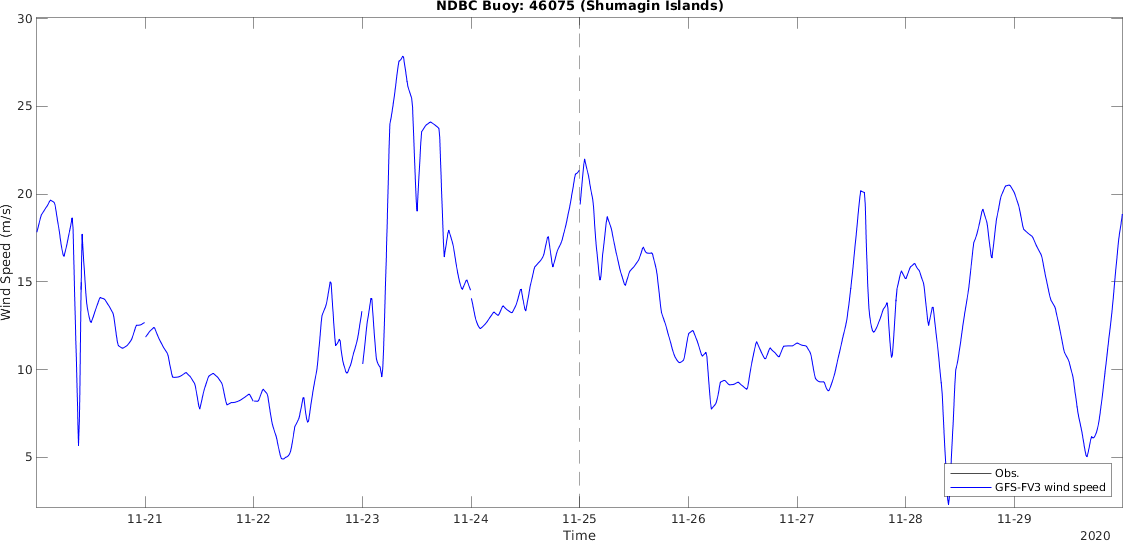 NDBC Buoy: 46075 (Shumagin Islands)
30
25
20
15
10
5
Wind Speed (m/s)
Obs.
GFS-FV3 wind speed
11-21 11-22 11-23 11-24 11-25 11-26 11-27 11-28 11-29
Time
2020